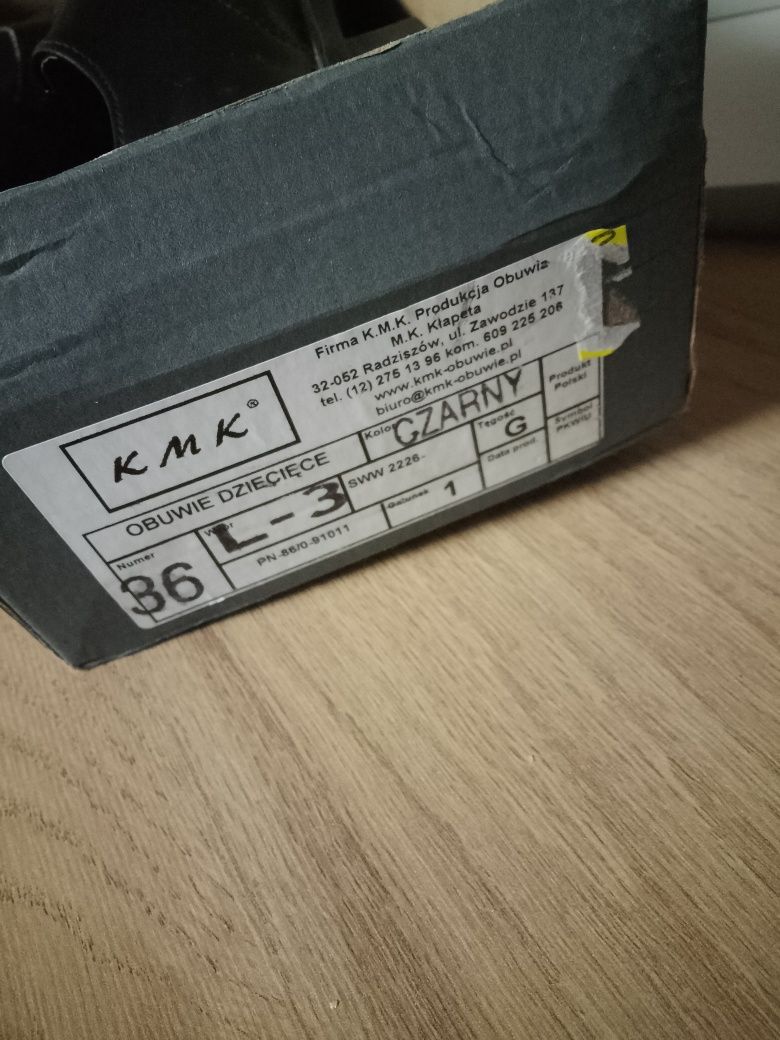 Firma K.M.K. Produkcja Obuwia
M.K. Kłapeta
32-052 Radziszów, ul. Zawodzie 137
tel. (12) 275 13 96 kom. 609 225 206
www.kmk-obuwie.pl
biuro@kmk-obuwie.pl
KMK®
OBUWIE DZIECIĘCE
Kolor CZARNY
Produkt Polski
Numer 36
Wzór L-3
SWW 2226-
Tęgość G
Symbol PKWIU
PN-86/0-91011
Gatunek 1
Data prod.